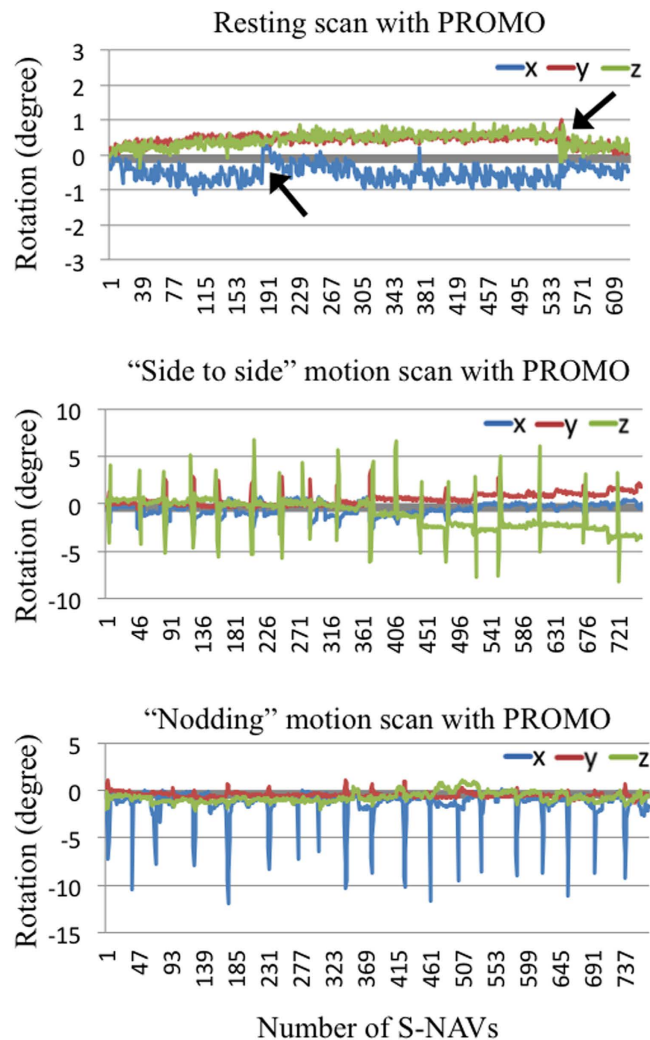 Resting scan with PROMO
3
2
1
0
-1
-2
-3
Rotation (degree)
x y z
1 39 77 115 153 191 229 267 305 343 381 419 457 495 533 571 609
“Side to side” motion scan with PROMO
10
5
0
-5
-10
Rotation (degree)
x y z
1 46 91 136 181 226 271 316 361 406 451 496 541 586 631 676 721
“Nodding” motion scan with PROMO
5
0
-5
-10
-15
Rotation (degree)
x y z
1 47 93 139 185 231 277 323 369 415 461 507 553 599 645 691 737
Number of S-NAVs